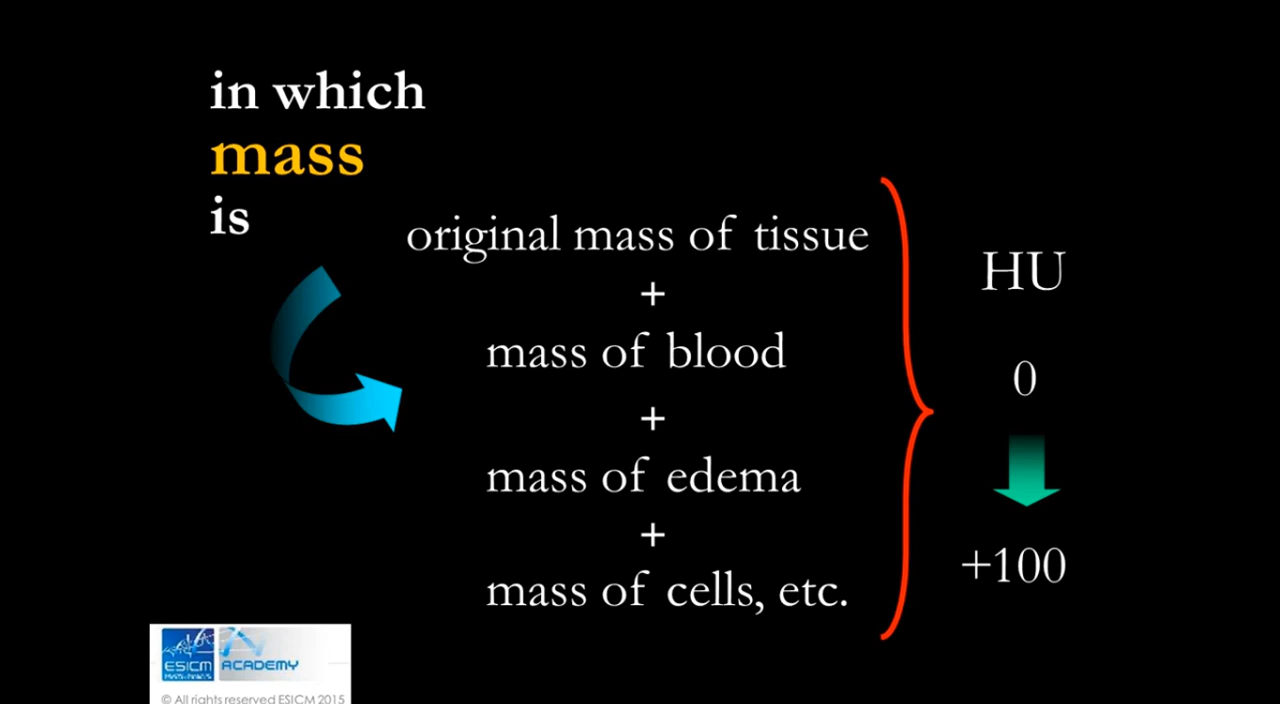 in which
mass
is
original mass of tissue
+
mass of blood
+
mass of edema
+
mass of cells, etc.
HU
0
+100
ESICM
ACADEMY
© All rights reserved ESICM 2015